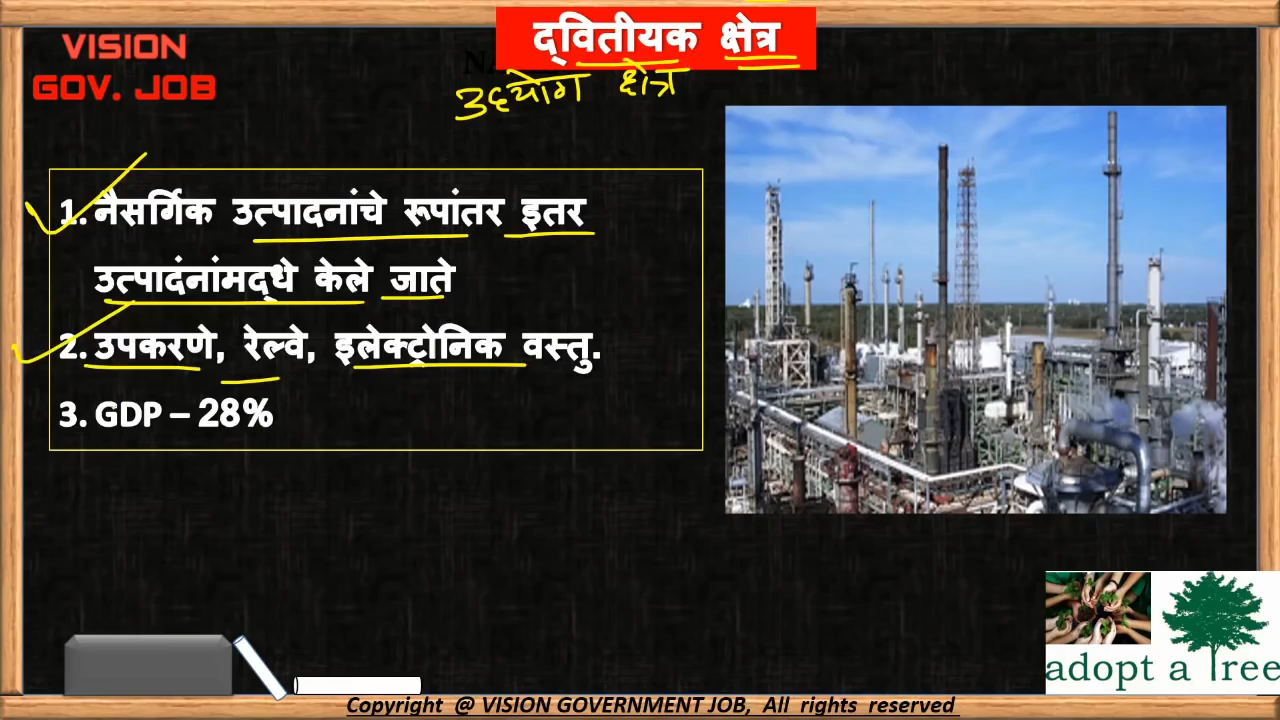 द्वितीयक क्षेत्र
VISION
GOV. JOB
उद्योग क्षेत्र
1. नैसर्गिक उत्पादनांचे रूपांतर इतर
उत्पादंनांमद्धे केले जाते
2. उपकरणे, रेल्वे, इलेक्ट्रोनिक वस्तु.
3. GDP – 28%
adopt a Tree
Copyright @ VISION GOVERNMENT JOB, All rights reserved